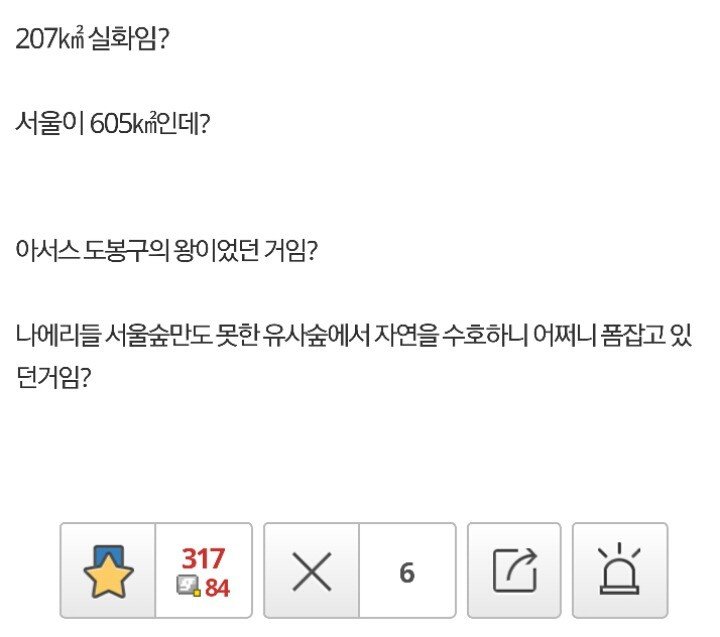 207㎢ 실화임?
서울이 605㎢인데?
아서스 도봉구의 왕이었던 거임?
나에리들 서울숲만도 못한 유사숲에서 자연을 수호하니 어쩌니 폼잡고 있
던거임?
317
84
6